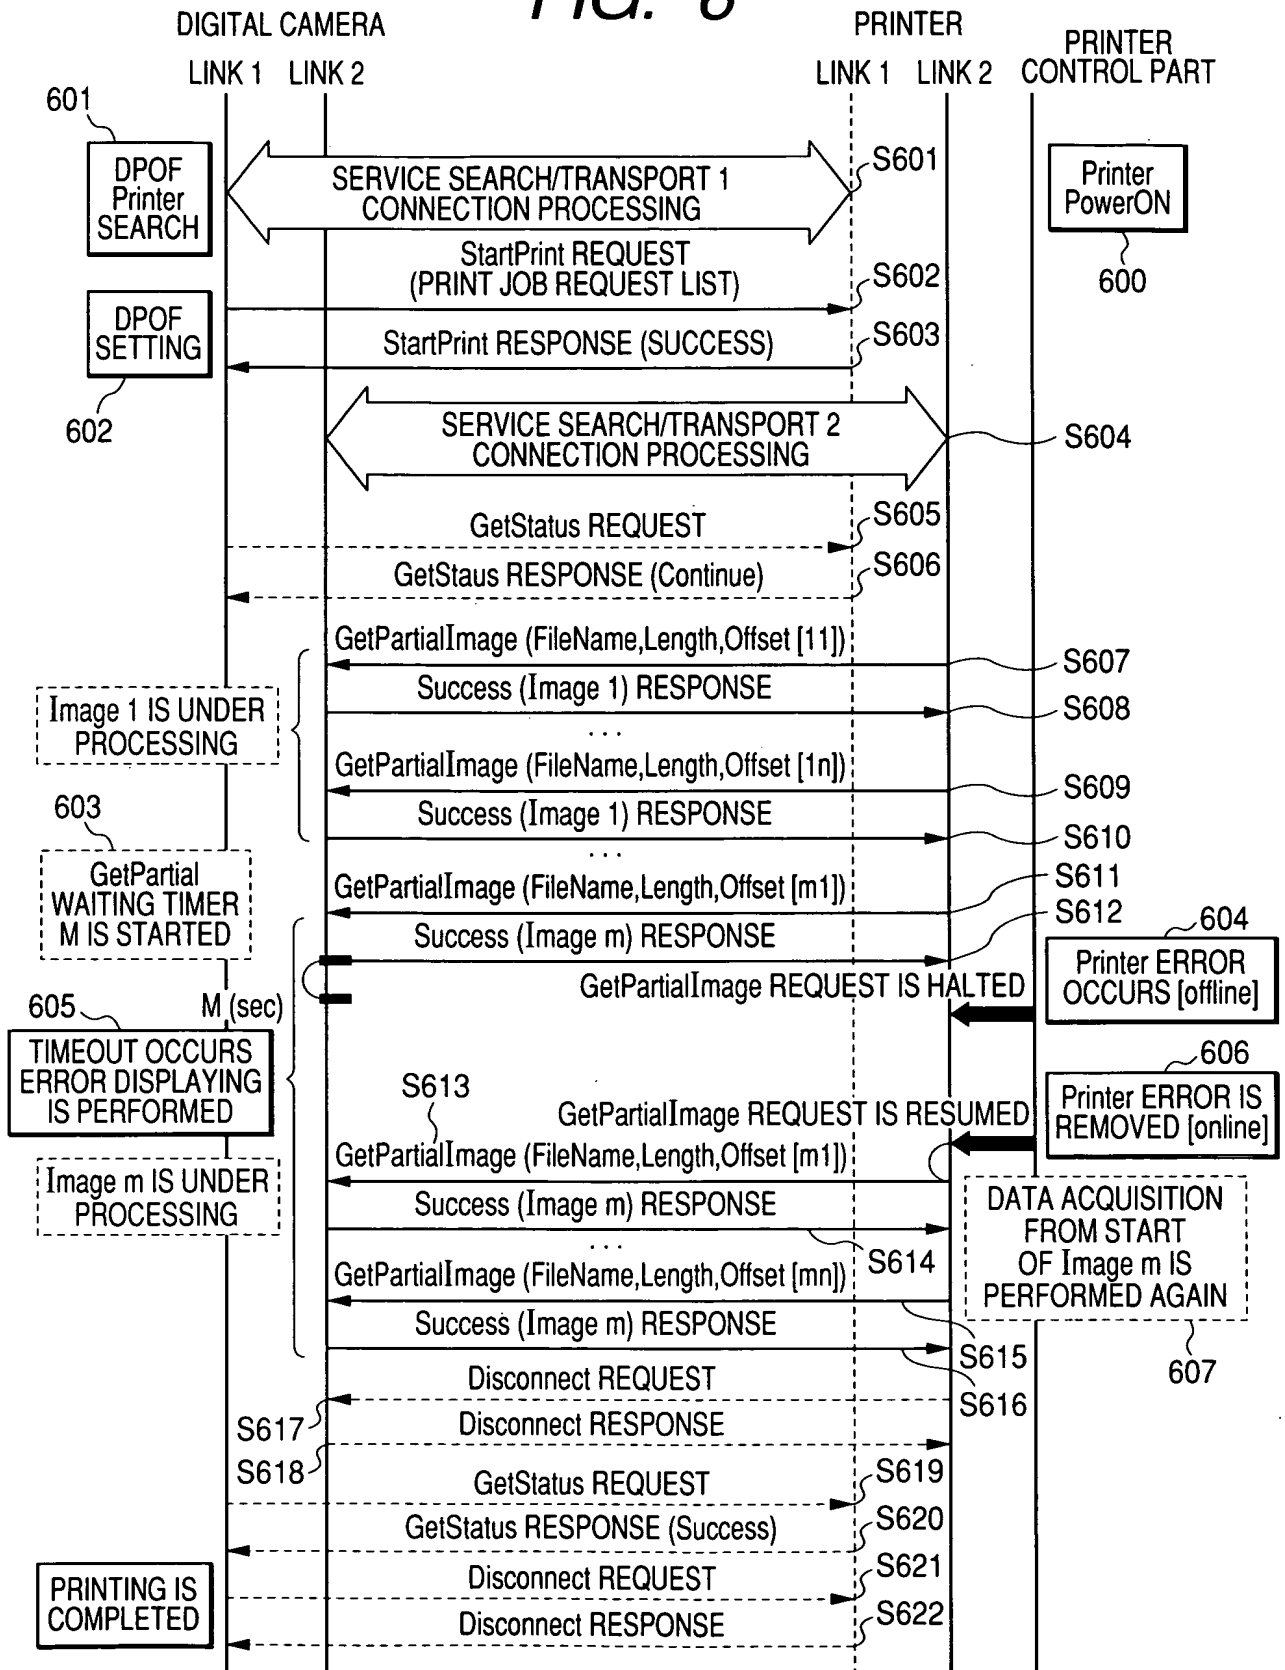 FIG. 6
DIGITAL CAMERA
PRINTER
PRINTER
CONTROL PART
LINK 1
LINK 2
LINK 1
LINK 2
601
DPOF
Printer
SEARCH
SERVICE SEARCH/TRANSPORT 1
CONNECTION PROCESSING
S601
Printer
PowerON
600
StartPrint REQUEST
(PRINT JOB REQUEST LIST)
S602
DPOF
SETTING
602
StartPrint RESPONSE (SUCCESS)
S603
SERVICE SEARCH/TRANSPORT 2
CONNECTION PROCESSING
S604
GetStatus REQUEST
S605
GetStaus RESPONSE (Continue)
S606
GetPartialImage (FileName,Length,Offset [11])
S607
Image 1 IS UNDER
PROCESSING
Success (Image 1) RESPONSE
S608
...
GetPartialImage (FileName,Length,Offset [1n])
S609
Success (Image 1) RESPONSE
S610
...
603
GetPartial
WAITING TIMER
M IS STARTED
GetPartialImage (FileName,Length,Offset [m1])
S611
Success (Image m) RESPONSE
S612
604
Printer ERROR
OCCURS [offline]
GetPartialImage REQUEST IS HALTED
M (sec)
605
TIMEOUT OCCURS
ERROR DISPLAYING
IS PERFORMED
606
Printer ERROR IS
REMOVED [online]
S613
GetPartialImage REQUEST IS RESUMED
GetPartialImage (FileName,Length,Offset [m1])
Image m IS UNDER
PROCESSING
Success (Image m) RESPONSE
S614
...
DATA ACQUISITION
FROM START
OF Image m IS
PERFORMED AGAIN
607
GetPartialImage (FileName,Length,Offset [mn])
S615
Success (Image m) RESPONSE
S616
Disconnect REQUEST
S617
Disconnect RESPONSE
S618
GetStatus REQUEST
S619
GetStatus RESPONSE (Success)
S620
PRINTING IS
COMPLETED
Disconnect REQUEST
S621
Disconnect RESPONSE
S622